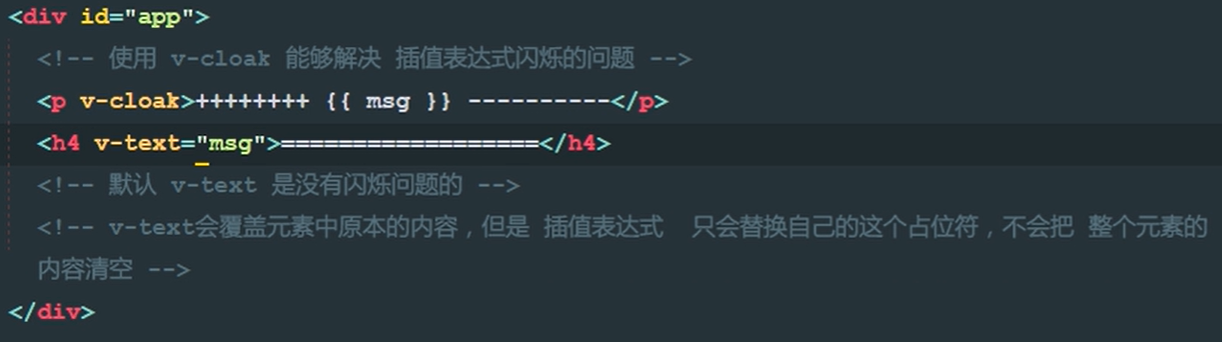 <div id="app">
<!-- 使用 v-cloak 能够解决 插值表达式闪烁的问题 -->
<p v-cloak>++++++++ {{ msg }} ----------</p>
<h4 v-text="msg">==================</h4>
<!-- 默认 v-text 是没有闪烁问题的 -->
<!-- v-text会覆盖元素中原本的内容，但是 插值表达式  只会替换自己的这个占位符，不会把 整个元素的
内容清空 -->
</div>